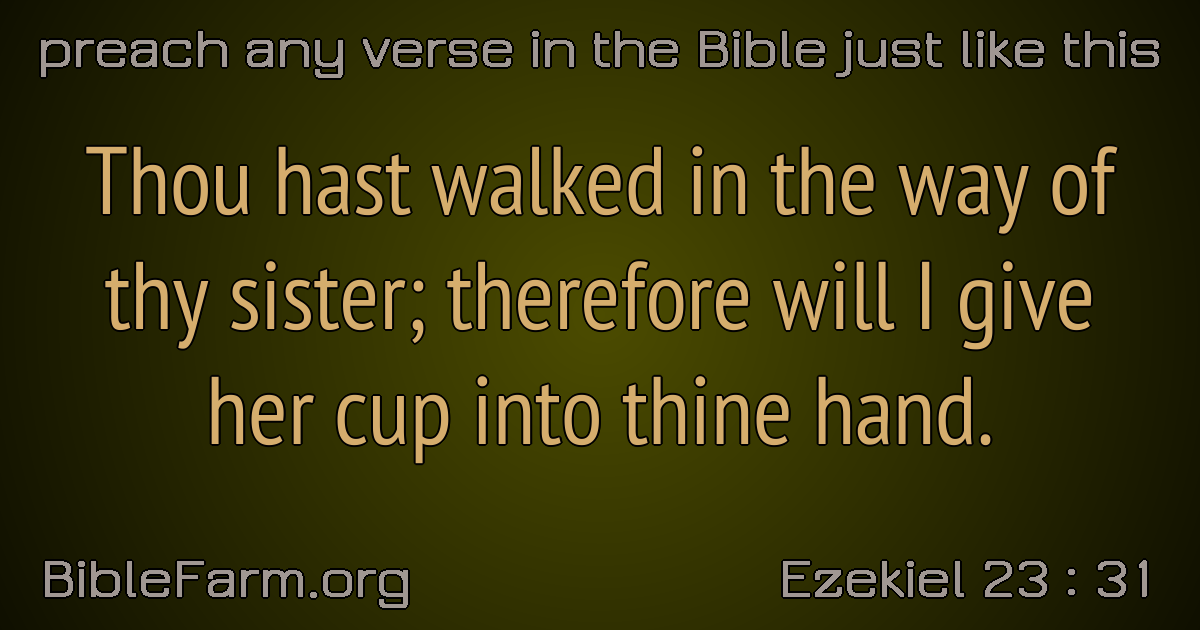 preach any verse in the Bible just like this
Thou hast walked in the way of
thy sister; therefore will I give
her cup into thine hand.
BibleFarm.org
Ezekiel 23 : 31